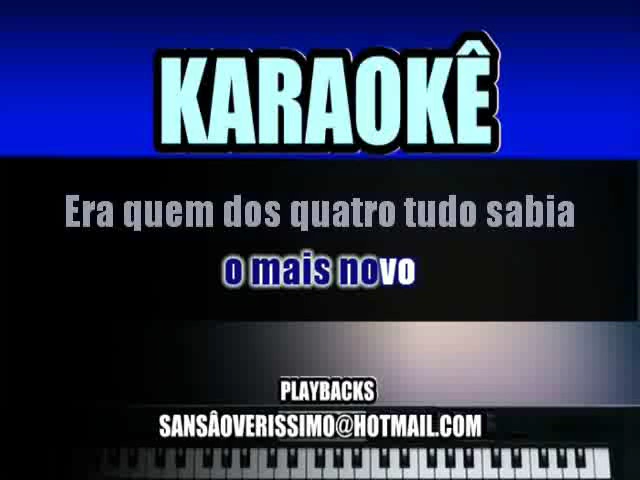 KARAOKÊ
Era quem dos quatro tudo sabia
o mais novo
PLAYBACKS
SANSÂOVERISSIMO@HOTMAIL.COM